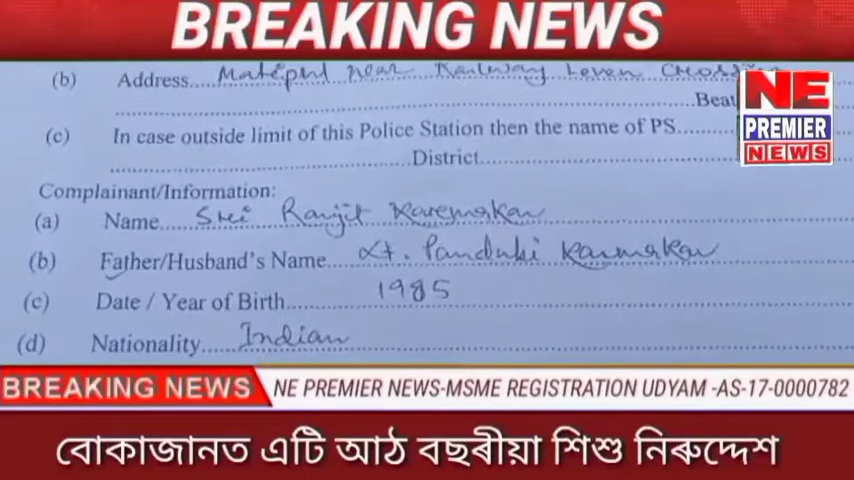 BREAKING NEWS
(b) Address.... near Railway
Beat
NE
PREMIER
NEWS
(c) In case outside limit of this Police Station then the name of PS
District
Complainant/Information:
(a) Name.... Sri Ranjit Karmakar
(b) Father/Husband's Name.... Lt. Panduki Karmakar
(c) Date / Year of Birth.... 1985
(d) Nationality.... Indian
BREAKING NEWS NE PREMIER NEWS-MSME REGISTRATION UDYAM -AS-17-0000782
বোকাজানত এটি আঠ বছৰীয়া শিশু নিৰুদ্দেশ